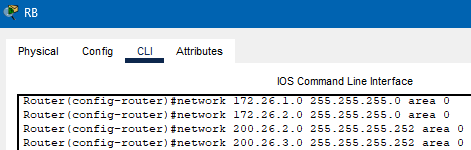 RB
Physical Config CLI Attributes
IOS Command Line Interface
Router(config-router)#network 172.26.1.0 255.255.255.0 area 0
Router(config-router)#network 172.26.2.0 255.255.255.0 area 0
Router(config-router)#network 200.26.2.0 255.255.255.252 area 0
Router(config-router)#network 200.26.3.0 255.255.255.252 area 0